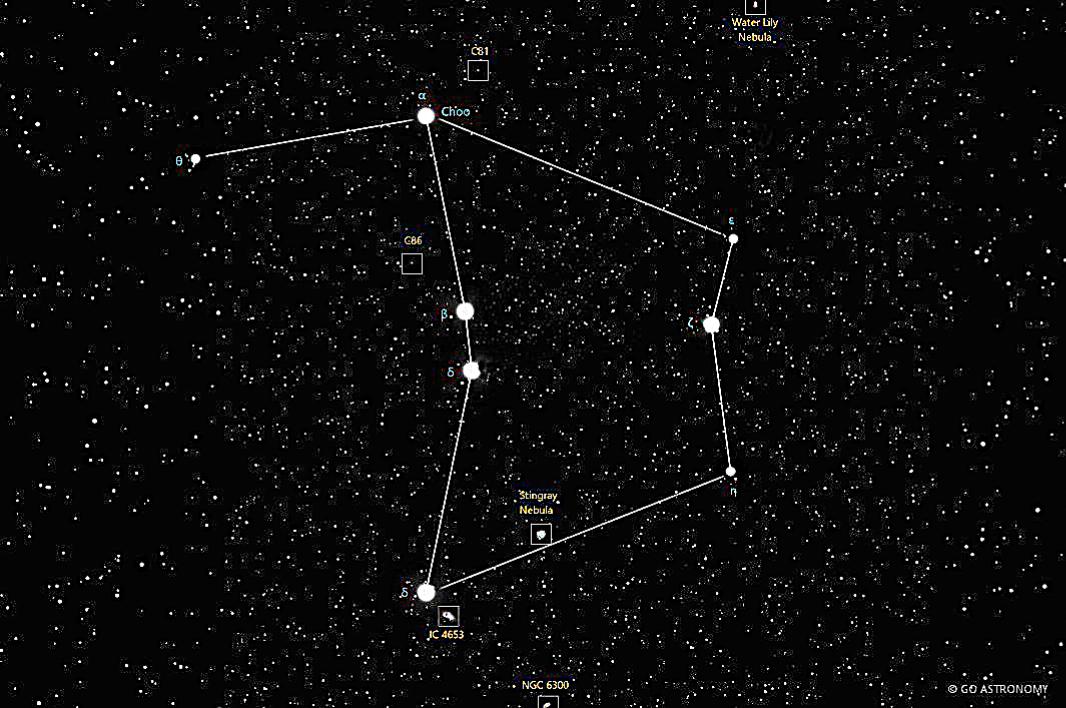 Water Lily
Nebula
C81
α
Choo
θ
ε
C86
β
ζ
δ
Stingray
Nebula
η
δ
IC 4653
NGC 6300
© GO ASTRONOMY